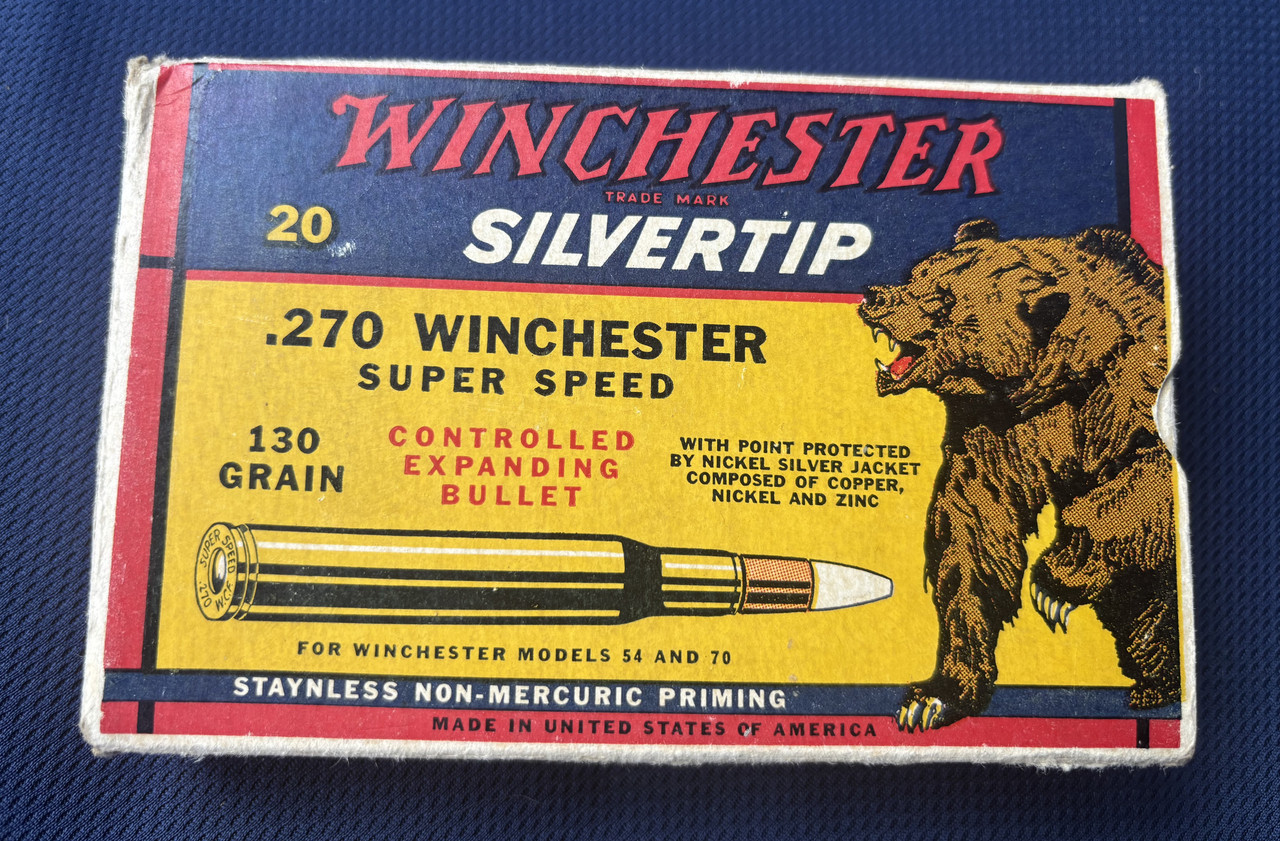 WINCHESTER
TRADE MARK
20
SILVERTIP
.270 WINCHESTER
SUPER SPEED
130
GRAIN
CONTROLLED
EXPANDING
BULLET
WITH POINT PROTECTED
BY NICKEL SILVER JACKET
COMPOSED OF COPPER,
NICKEL AND ZINC
SUPER SPEED
270 W.C.F.
FOR WINCHESTER MODELS 54 AND 70
STAYNLESS NON-MERCURIC PRIMING
MADE IN UNITED STATES OF AMERICA